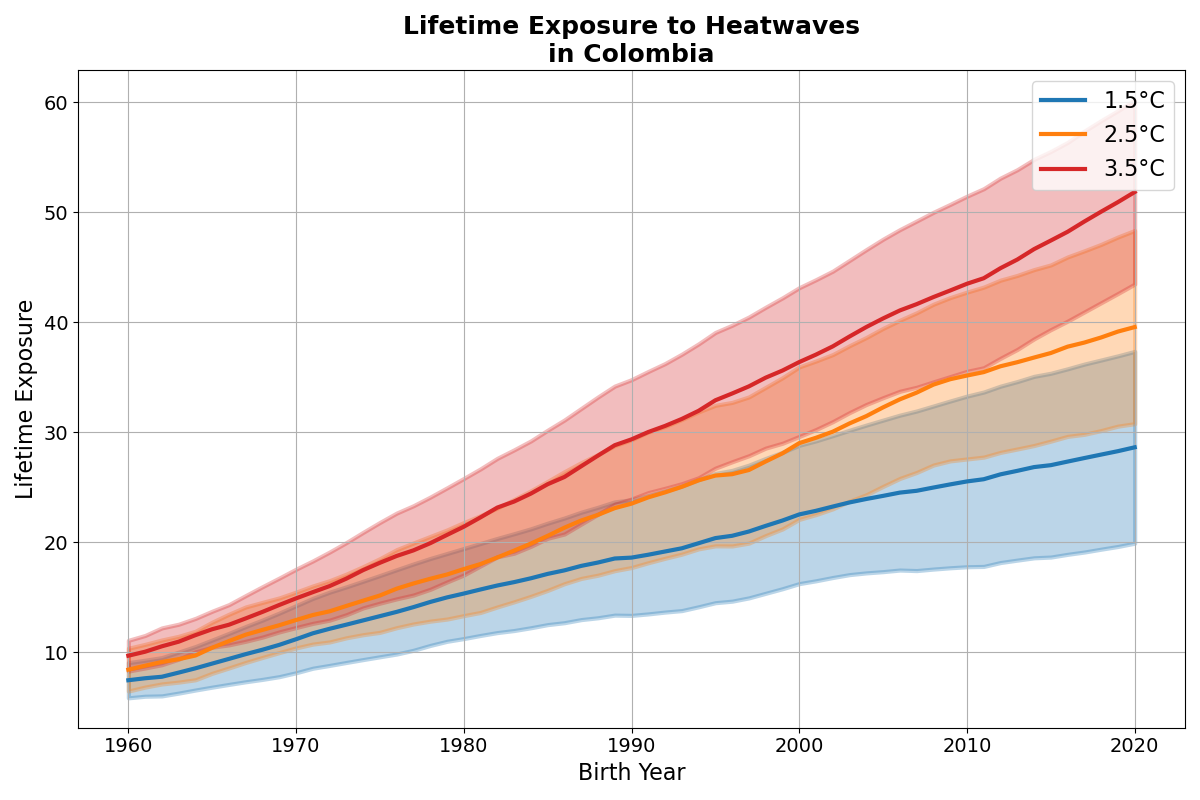 Lifetime Exposure to Heatwaves
in Colombia
Lifetime Exposure
60
50
40
30
20
10
1.5°C
2.5°C
3.5°C
1960
1970
1980
1990
2000
2010
2020
Birth Year